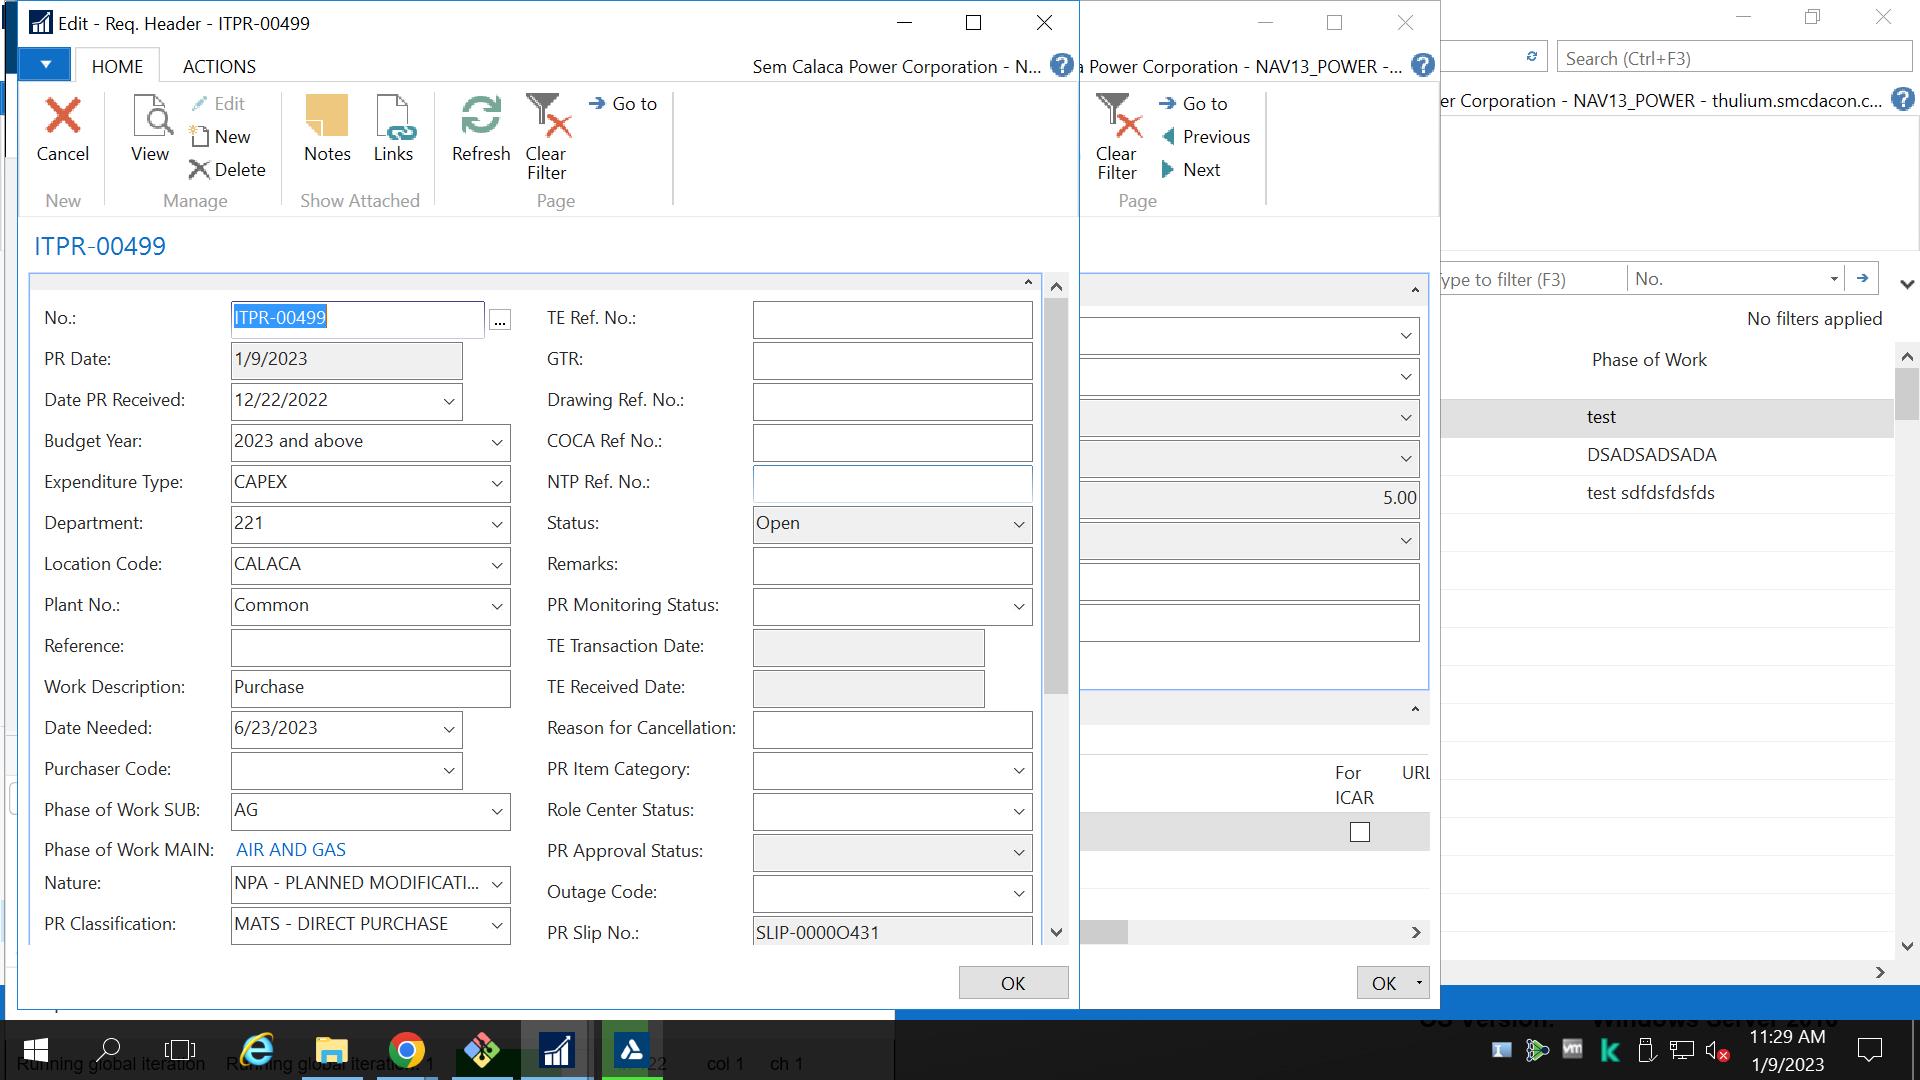 Edit - Req. Header - ITPR-00499
HOME
ACTIONS
Sem Calaca Power Corporation - N...
Power Corporation - NAV13_POWER -...
er Corporation - NAV13_POWER - thulium.smcdacon.c...
Search (Ctrl+F3)
Cancel
View
Edit
New
Delete
Notes
Links
Refresh
Clear
Filter
Go to
Clear
Filter
Go to
Previous
Next
New
Manage
Show Attached
Page
Page
ITPR-00499
ype to filter (F3)
No.
No filters applied
Phase of Work
test
DSADSADSADA
test sdfdsfdsfds
No.:
ITPR-00499
...
PR Date:
1/9/2023
Date PR Received:
12/22/2022
Budget Year:
2023 and above
Expenditure Type:
CAPEX
Department:
221
Location Code:
CALACA
Plant No.:
Common
Reference:
Work Description:
Purchase
Date Needed:
6/23/2023
Purchaser Code:
Phase of Work SUB:
AG
Phase of Work MAIN:
AIR AND GAS
Nature:
NPA - PLANNED MODIFICATI...
PR Classification:
MATS - DIRECT PURCHASE
TE Ref. No.:
GTR:
Drawing Ref. No.:
COCA Ref No.:
NTP Ref. No.:
Status:
Open
Remarks:
PR Monitoring Status:
TE Transaction Date:
TE Received Date:
Reason for Cancellation:
PR Item Category:
Role Center Status:
PR Approval Status:
Outage Code:
PR Slip No.:
SLIP-0000O431
5.00
For
ICAR
URL
OK
OK
Running global iteration
Running global iteration: 1
22
col 1
ch 1
11:29 AM
1/9/2023